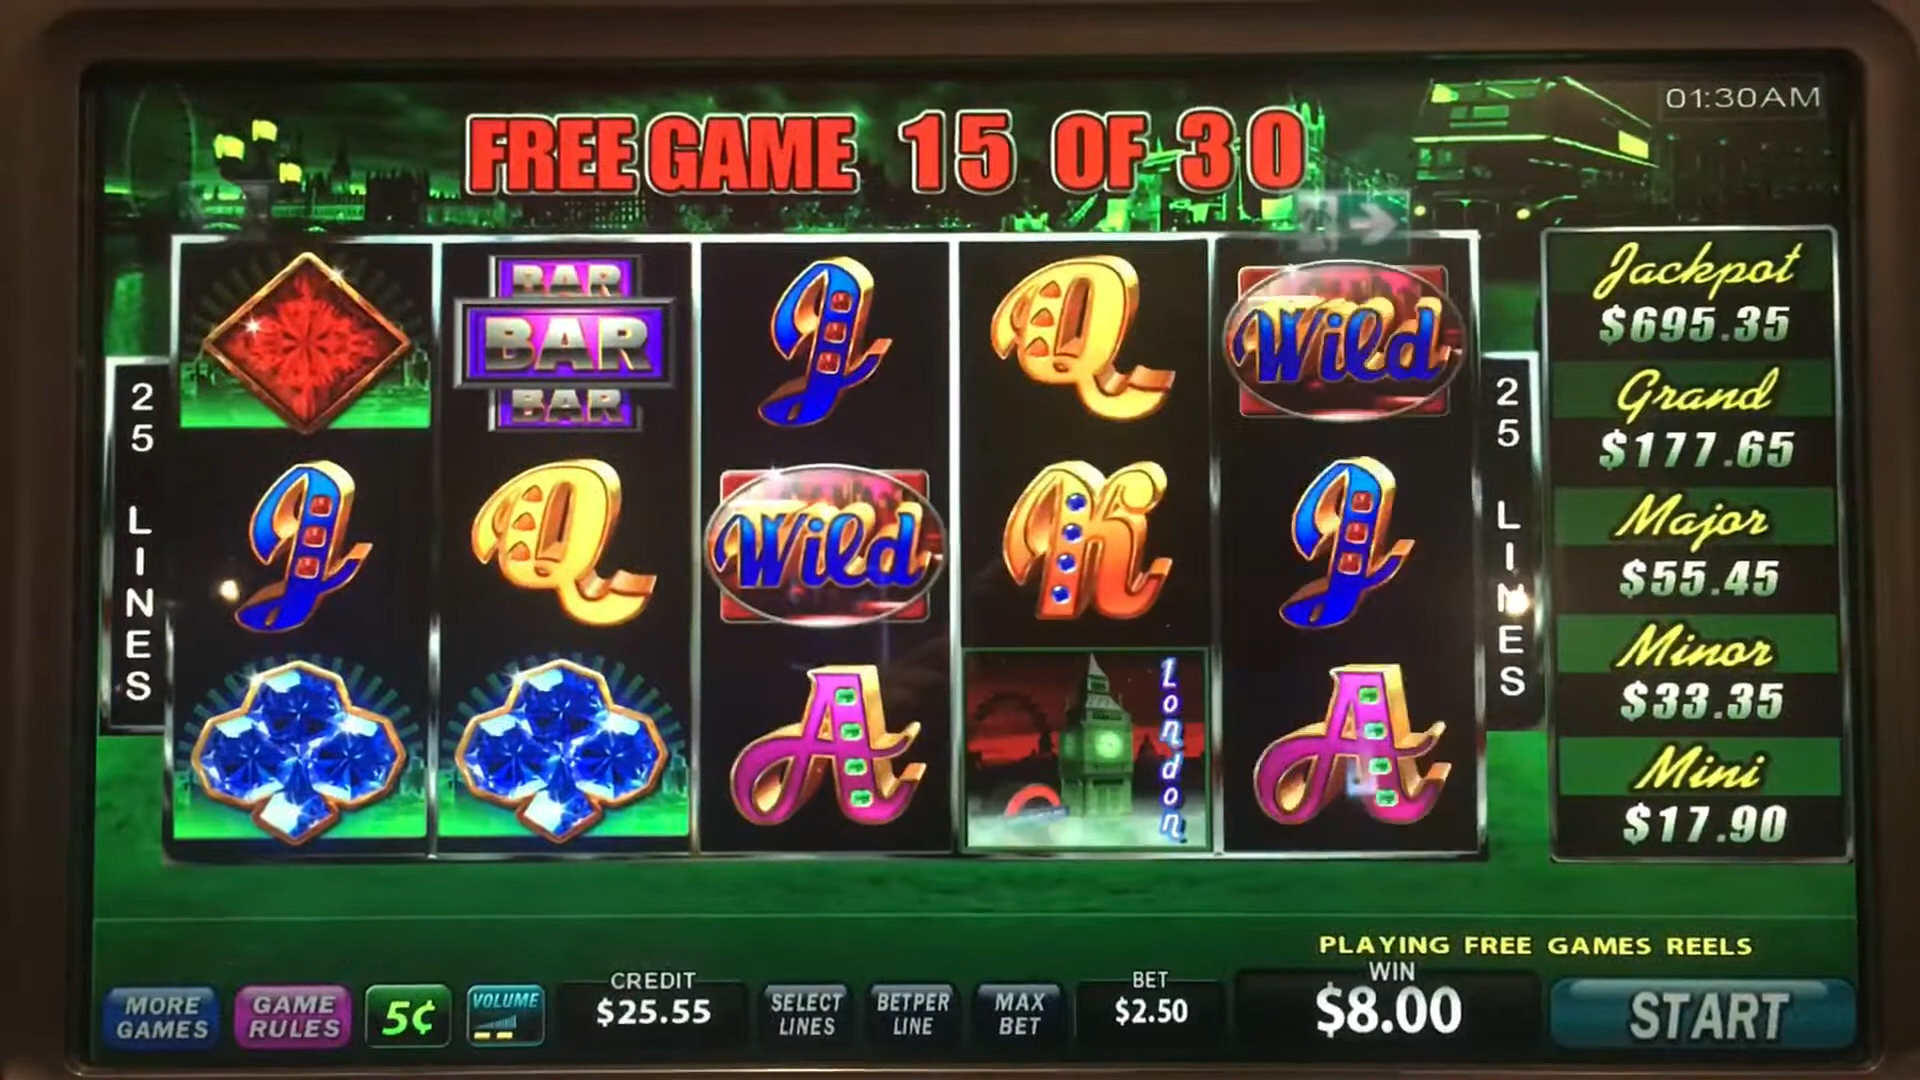 01:30AM
FREE GAME 15 OF 30
BAR
BAR
BAR
J
Q
Wild
25 LINES
J
Q
Wild
K
J
25 LINES
A
London
A
Jackpot
$695.35
Grand
$177.65
Major
$55.45
Minor
$33.35
Mini
$17.90
PLAYING FREE GAMES REELS
MORE GAMES
GAME RULES
5¢
VOLUME
CREDIT
$25.55
SELECT LINES
BET PER LINE
MAX BET
BET
$2.50
WIN
$8.00
START